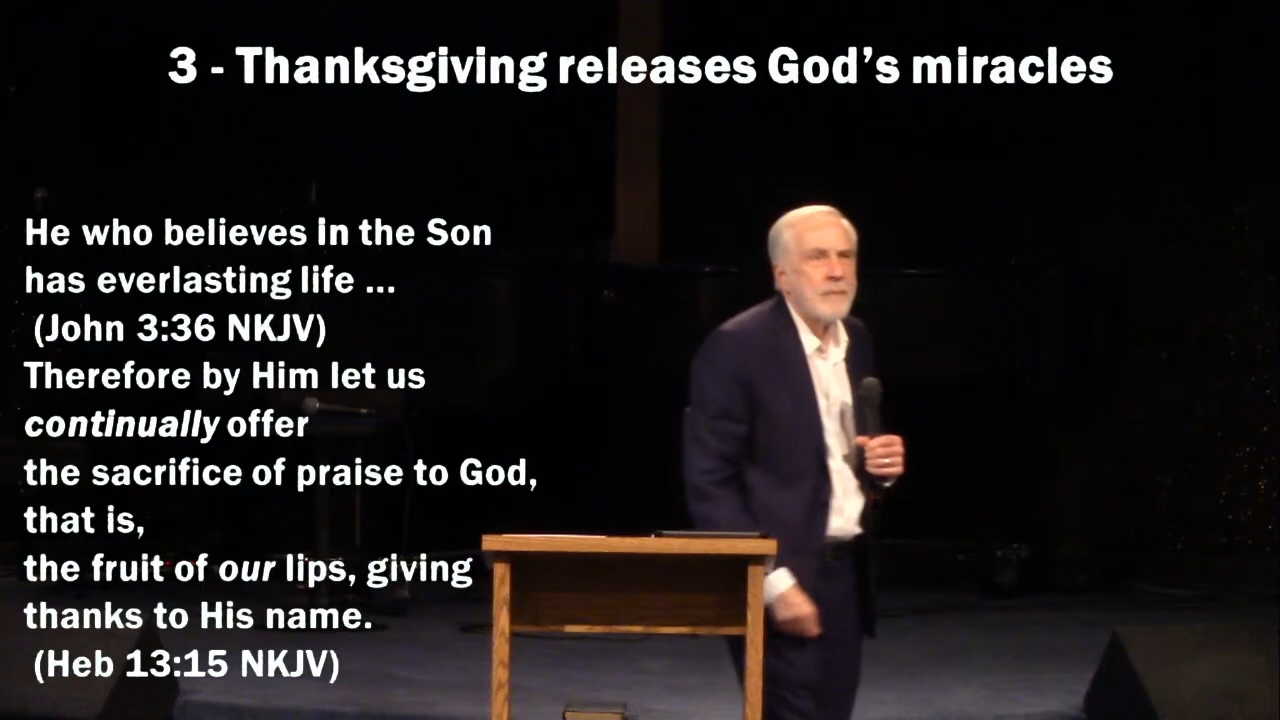 3 - Thanksgiving releases God's miracles
He who believes in the Son
has everlasting life ...
(John 3:36 NKJV)
Therefore by Him let us
continually offer
the sacrifice of praise to God,
that is,
the fruit of our lips, giving
thanks to His name.
(Heb 13:15 NKJV)